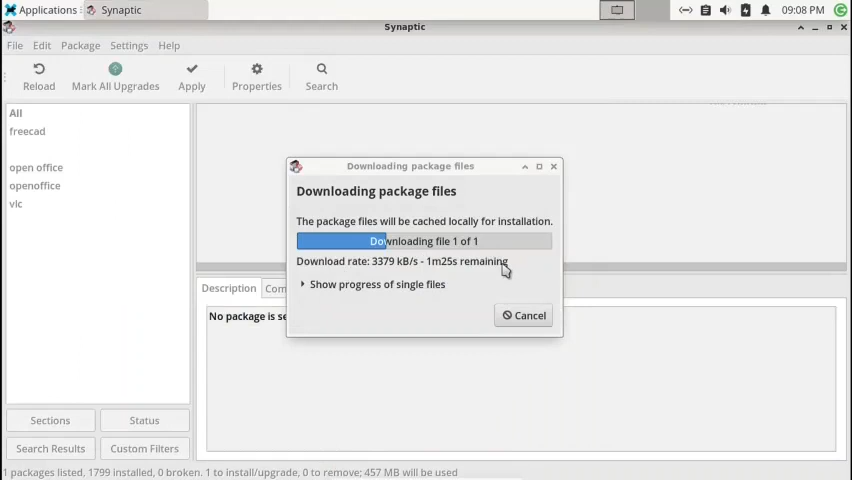 Applications
Synaptic
09:08 PM
Synaptic
File Edit Package Settings Help
Reload Mark All Upgrades Apply Properties Search
All
freecad
open office
openoffice
vlc
Downloading package files
Downloading package files
The package files will be cached locally for installation.
Downloading file 1 of 1
Download rate: 3379 kB/s - 1m25s remaining
Show progress of single files
Cancel
Description Com
No package is se
Sections Status
Search Results Custom Filters
1 packages listed, 1799 installed, 0 broken. 1 to install/upgrade, 0 to remove; 457 MB will be used